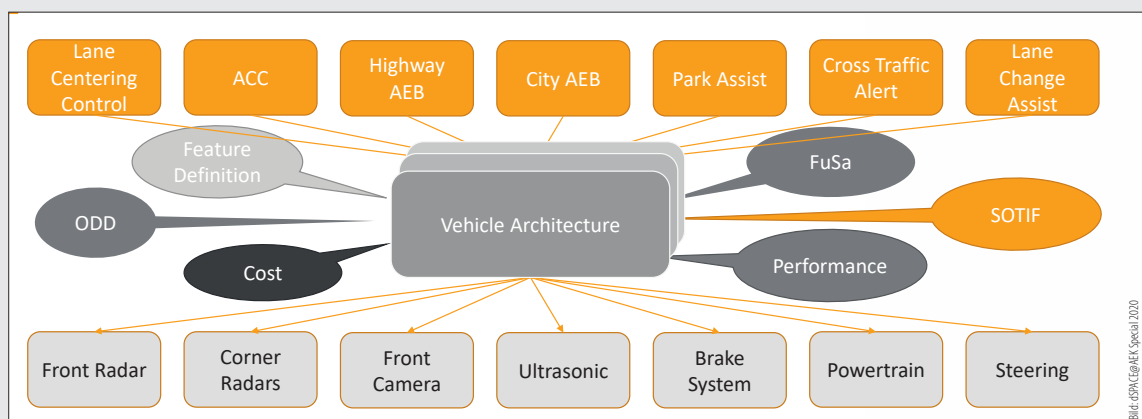 Lane
Centering
Control
ACC
Highway
AEB
City AEB
Park Assist
Cross Traffic
Alert
Lane
Change
Assist
Feature
Definition
FuSa
ODD
Vehicle Architecture
SOTIF
Cost
Performance
Front Radar
Corner
Radars
Front
Camera
Ultrasonic
Brake
System
Powertrain
Steering
Bild: dSPACE@AEK Special 2020